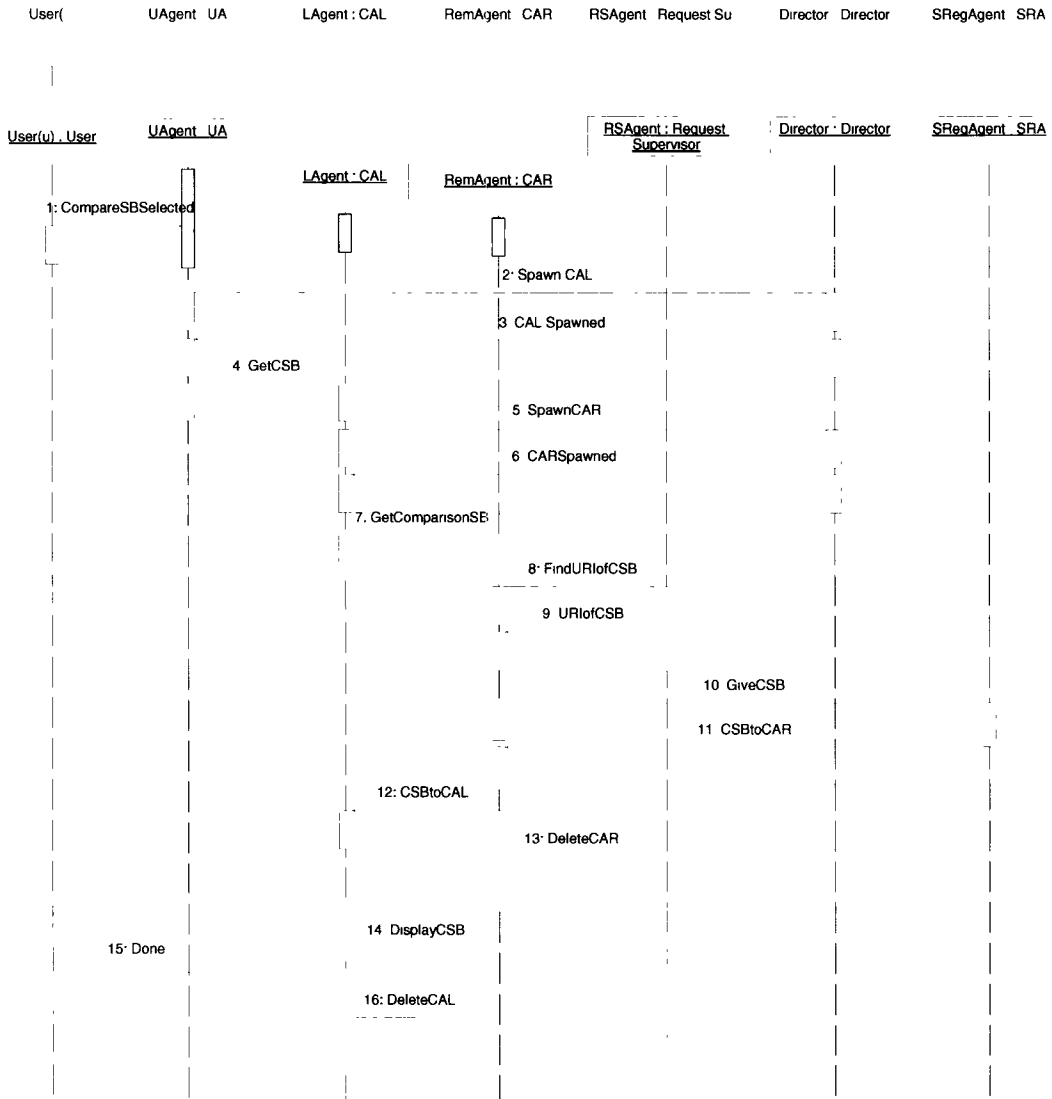 User(
UAgent UA
LAgent : CAL
RemAgent CAR
RSAgent Request Su
Director Director
SRegAgent SRA
User(u) . User
UAgent UA
RSAgent : Request
Supervisor
Director : Director
SRegAgent SRA
LAgent : CAL
RemAgent : CAR
1: CompareSBSelected
2: Spawn CAL
3 CAL Spawned
4 GetCSB
5 SpawnCAR
6 CARSpawned
7. GetComparisonSB
8: FindURIofCSB
9 URIofCSB
10 GiveCSB
11 CSBtoCAR
12: CSBtoCAL
13: DeleteCAR
14 DisplayCSB
15: Done
16: DeleteCAL